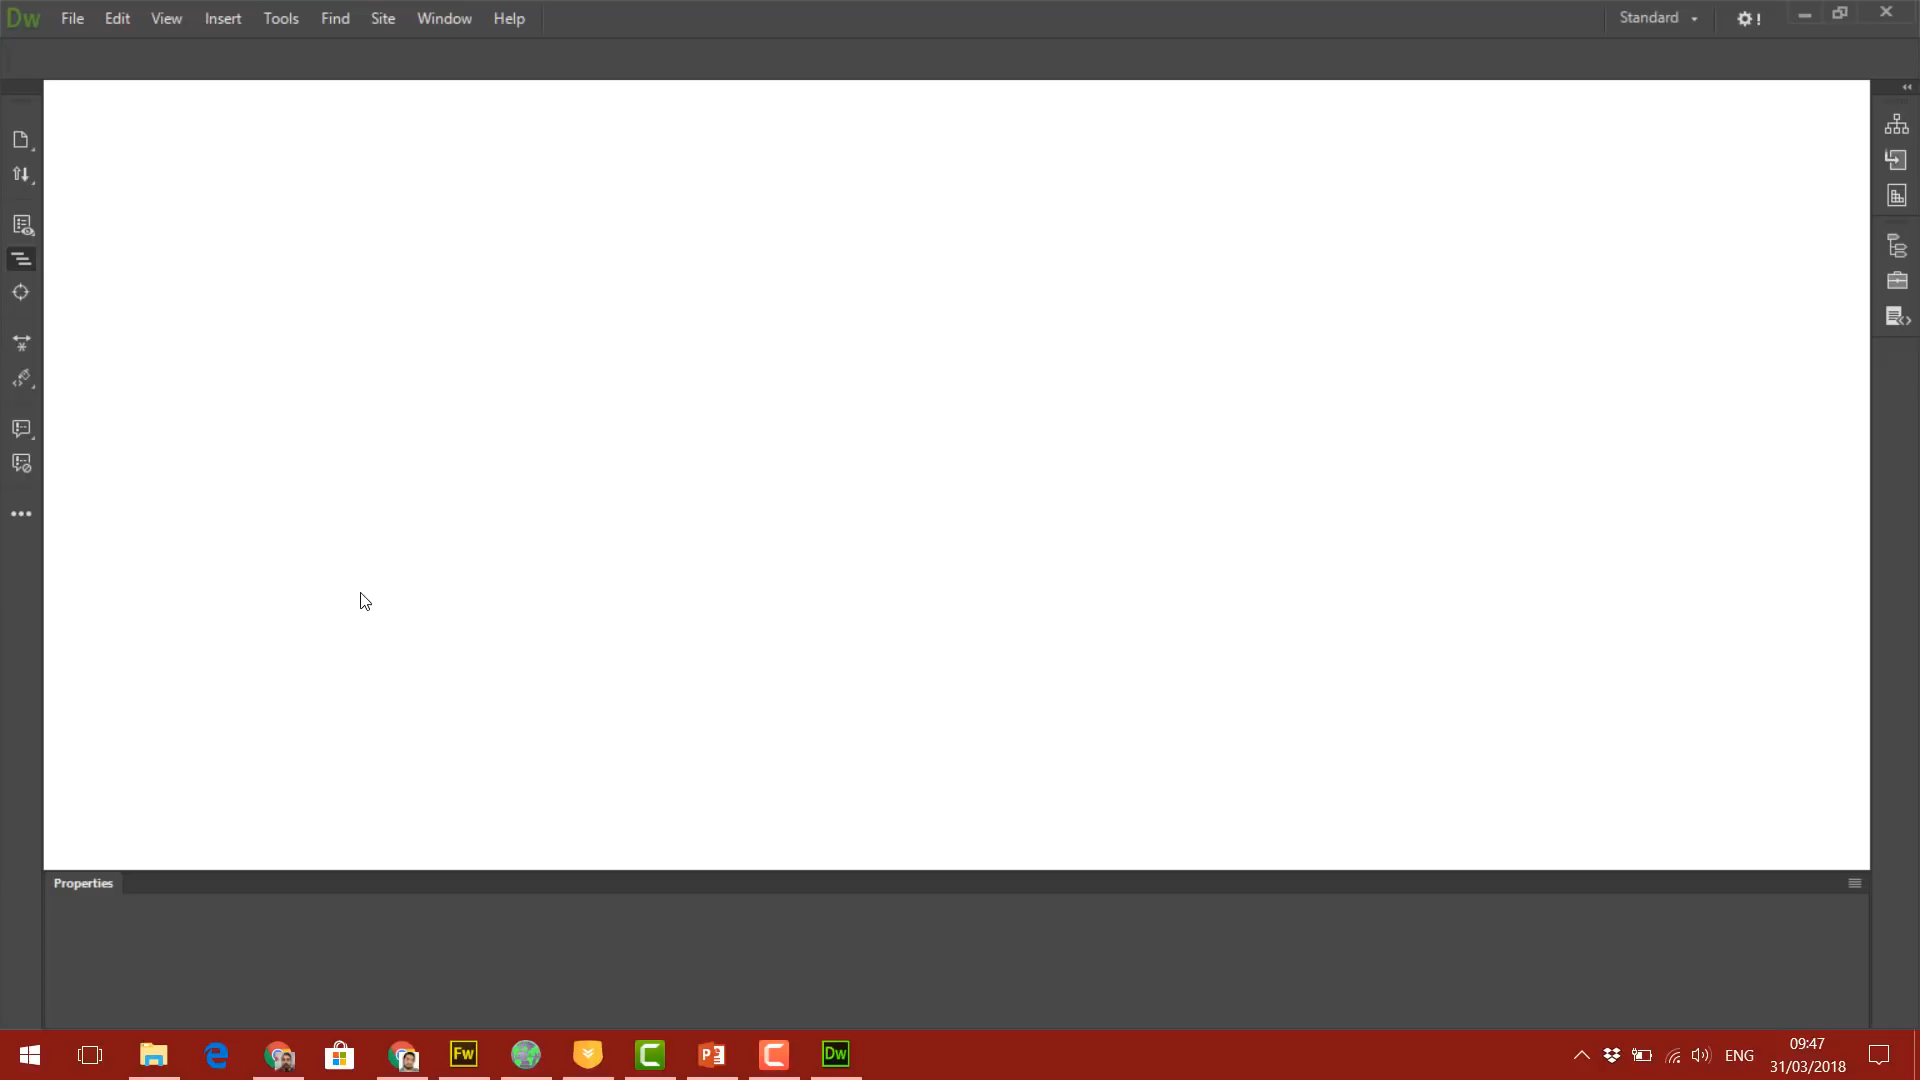 Dw File Edit View Insert Tools Find Site Window Help Standard
Properties
Fw Dw ENG 09:47
31/03/2018